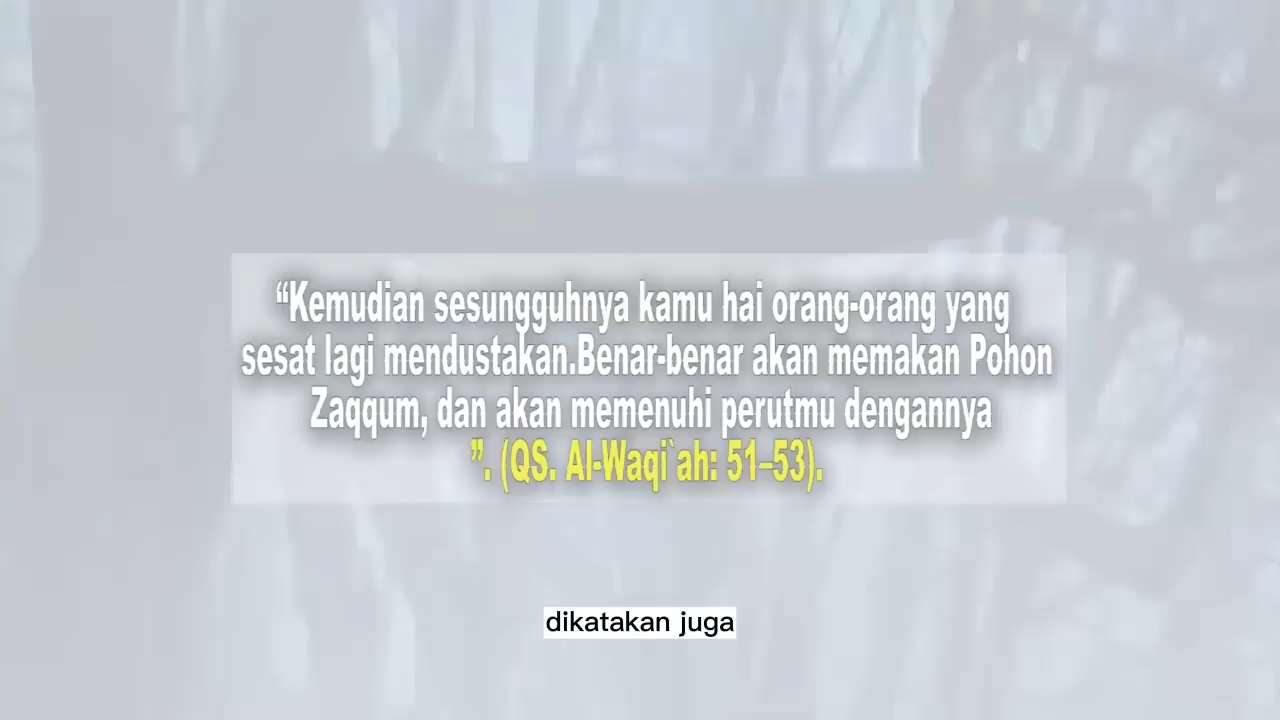 “Kemudian sesungguhnya kamu hai orang-orang yang
sesat lagi mendustakan.Benar-benar akan memakan Pohon
Zaqqum, dan akan memenuhi perutmu dengannya
”. (QS. Al-Waqi`ah: 51–53).
dikatakan juga